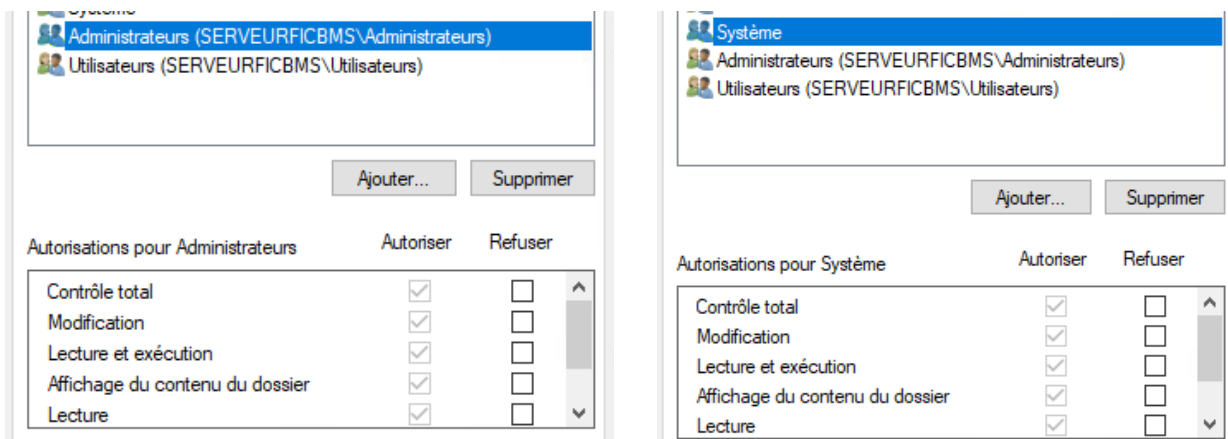 Système
Administrateurs (SERVEURFICBMS\Administrateurs)
Utilisateurs (SERVEURFICBMS\Utilisateurs)
Ajouter...
Supprimer
Autorisations pour Administrateurs
Autoriser
Refuser
Contrôle total
Modification
Lecture et exécution
Affichage du contenu du dossier
Lecture
Système
Administrateurs (SERVEURFICBMS\Administrateurs)
Utilisateurs (SERVEURFICBMS\Utilisateurs)
Ajouter...
Supprimer
Autorisations pour Système
Autoriser
Refuser
Contrôle total
Modification
Lecture et exécution
Affichage du contenu du dossier
Lecture